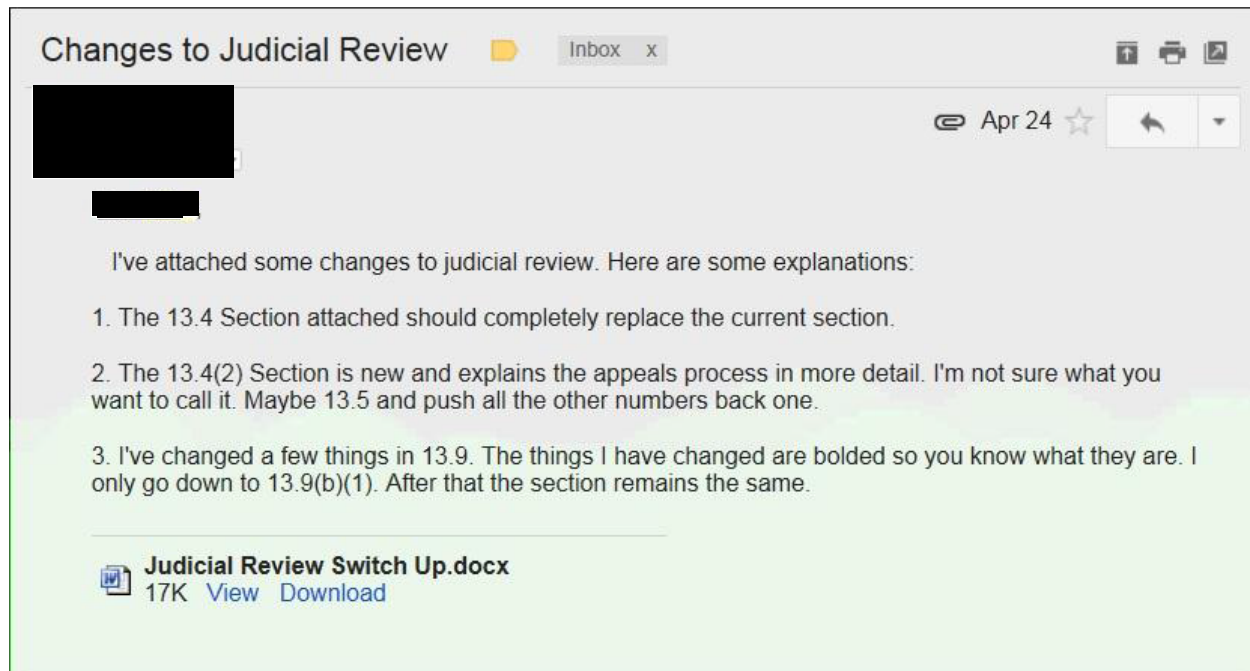 Changes to Judicial Review
Inbox x
Apr 24
I've attached some changes to judicial review. Here are some explanations:
1. The 13.4 Section attached should completely replace the current section.
2. The 13.4(2) Section is new and explains the appeals process in more detail. I'm not sure what you
want to call it. Maybe 13.5 and push all the other numbers back one.
3. I've changed a few things in 13.9. The things I have changed are bolded so you know what they are. I
only go down to 13.9(b)(1). After that the section remains the same.
Judicial Review Switch Up.docx
17K View Download